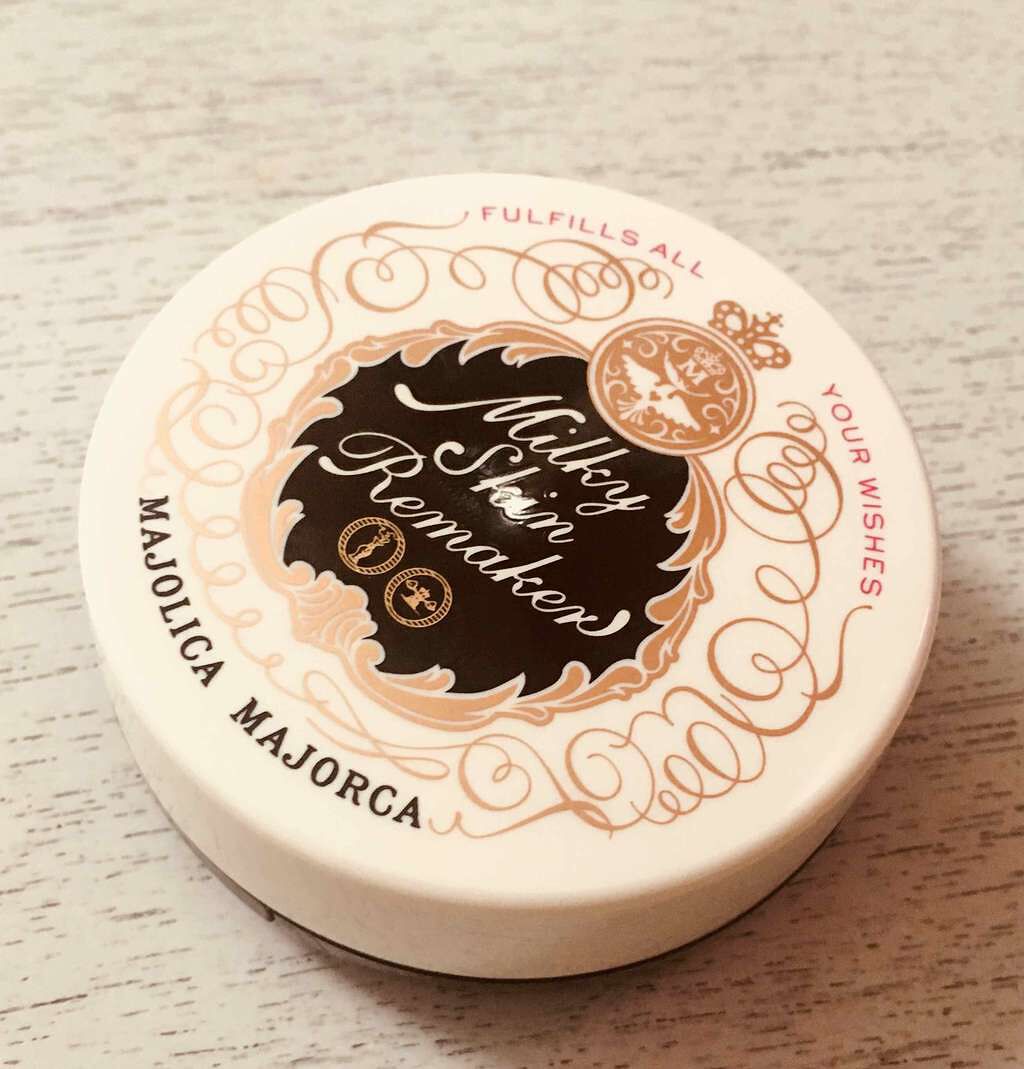 FULFILLS ALL
YOUR WISHES
M
Milky
Skin
Remaker
MAJOLICA MAJORCA